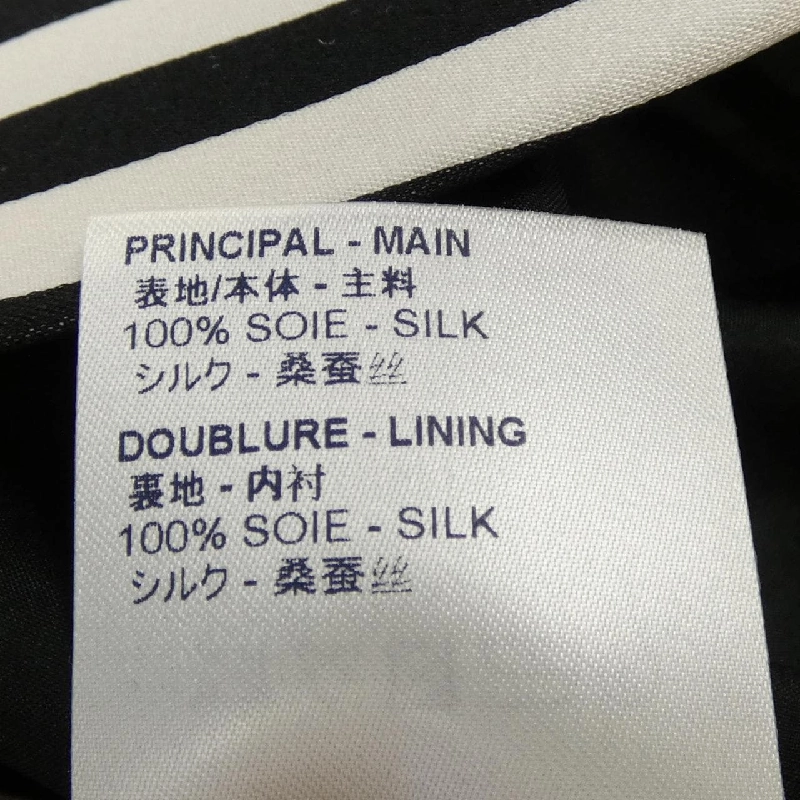 PRINCIPAL - MAIN
表地/本体 - 主料
100% SOIE - SILK
シルク - 桑蚕丝
DOUBLURE - LINING
裏地 - 内衬
100% SOIE - SILK
シルク - 桑蚕丝